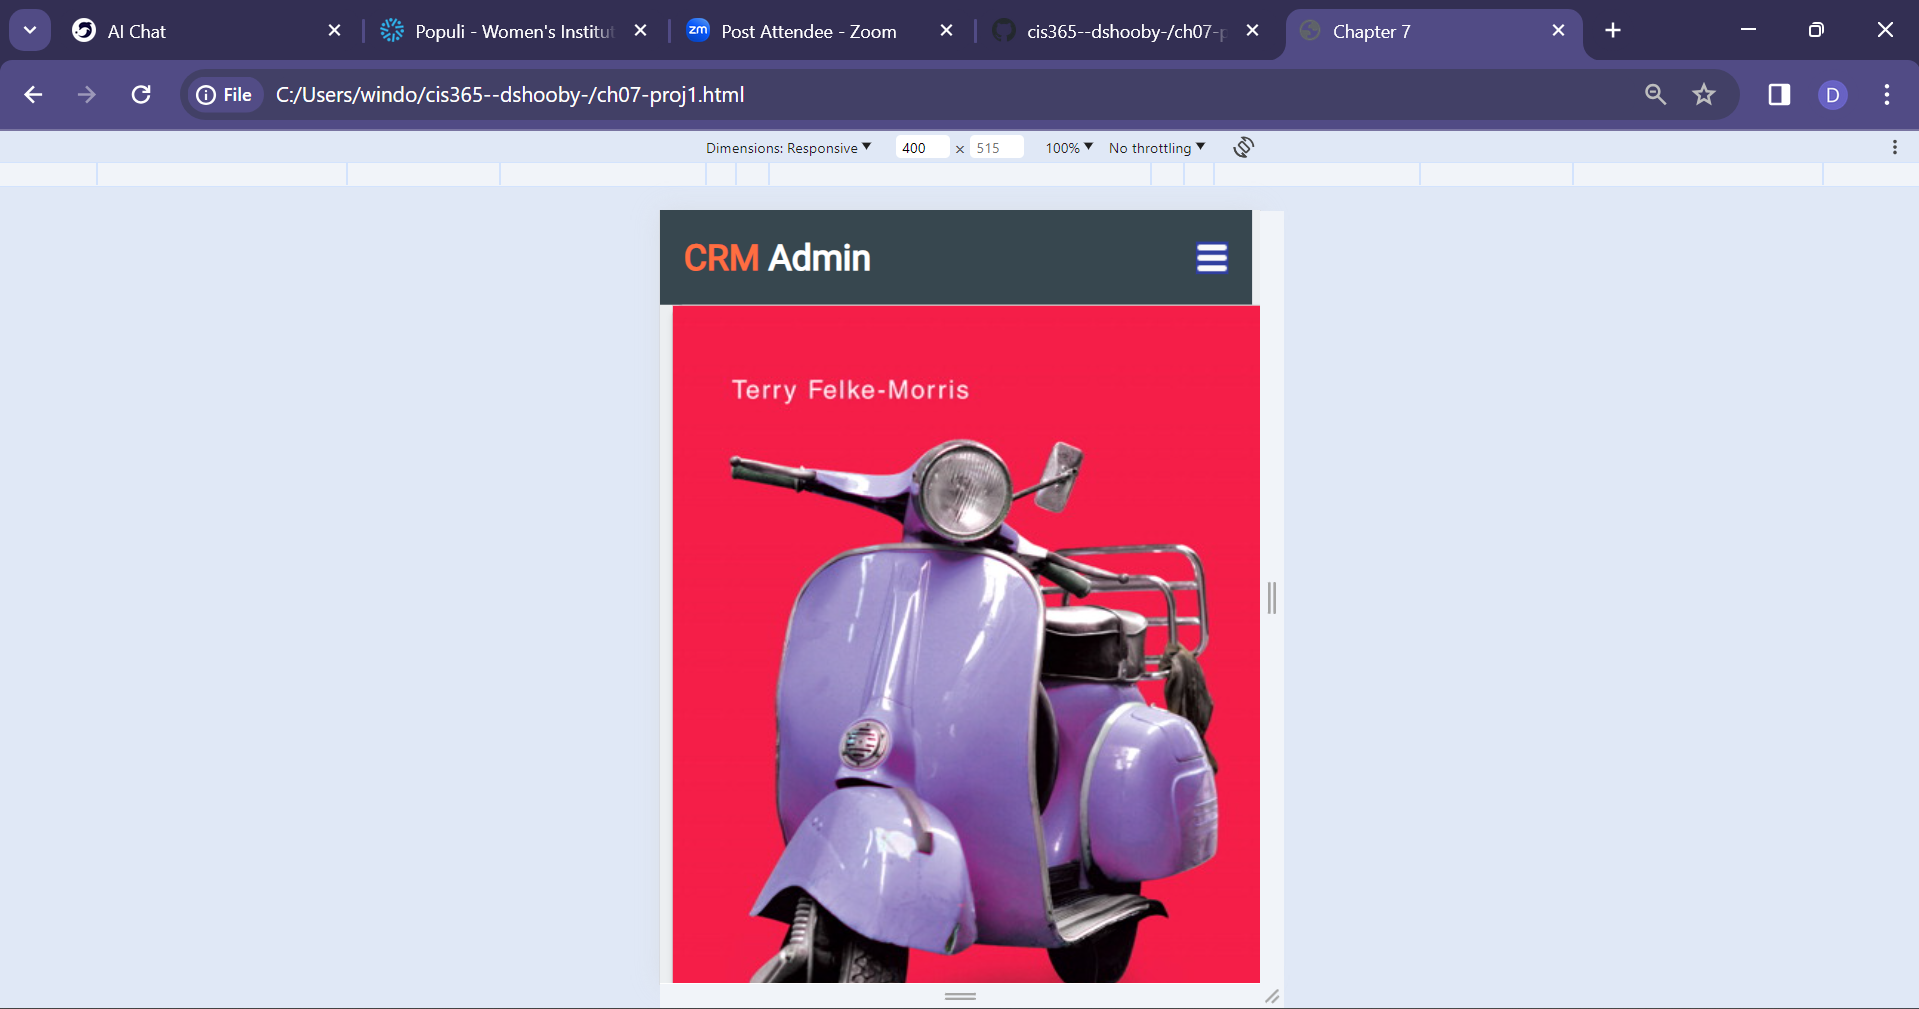 AI Chat
Populi - Women's Institut
zm
Post Attendee - Zoom
cis365--dshooby-/ch07-p
Chapter 7
File
C:/Users/windo/cis365--dshooby-/ch07-proj1.html
D
Dimensions: Responsive 400 × 515 100% No throttling
CRM Admin
Terry Felke-Morris